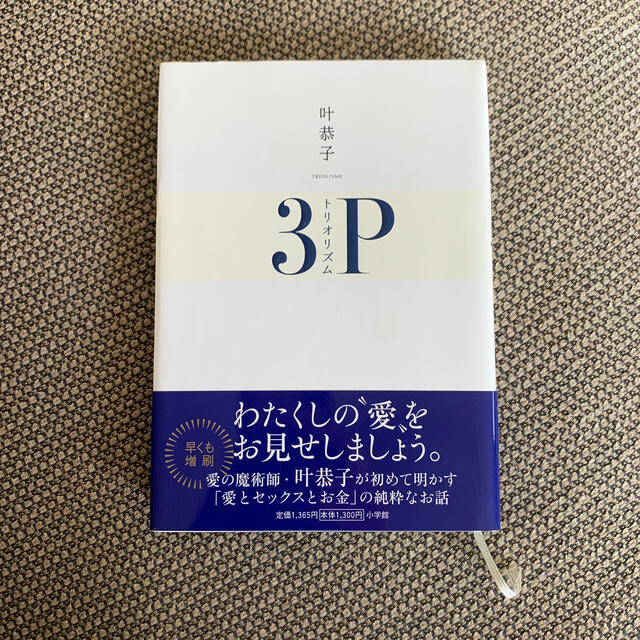 叶恭子
TRIOLISME
3P
トリオリズム
わたくしの〝愛〟を
お見せしましょう。
早くも
増刷
愛の魔術師・叶恭子が初めて明かす
「愛とセックスとお金」の純粋なお話
定価1,365円 本体1,300円 小学館